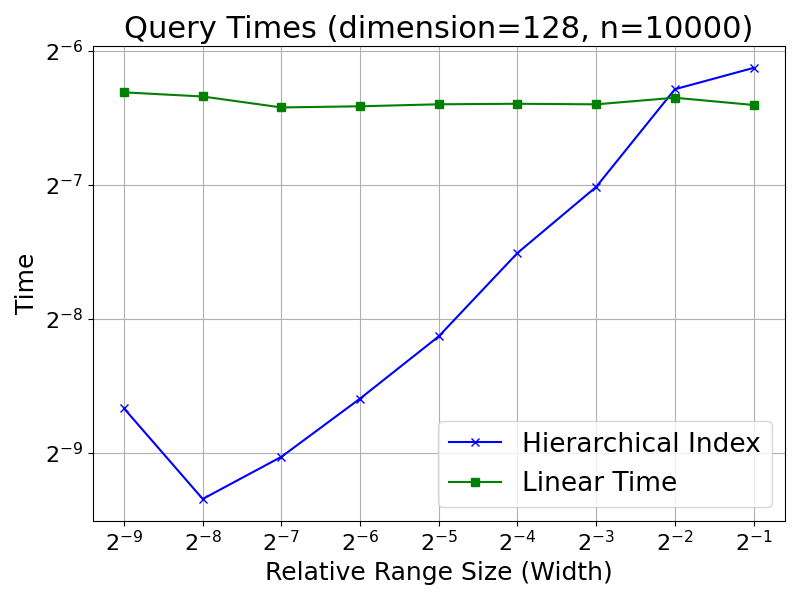 Query Times (dimension=128, n=10000)
2⁻⁶
2⁻⁷
2⁻⁸
2⁻⁹
Time
Hierarchical Index
Linear Time
2⁻⁹ 2⁻⁸ 2⁻⁷ 2⁻⁶ 2⁻⁵ 2⁻⁴ 2⁻³ 2⁻² 2⁻¹
Relative Range Size (Width)